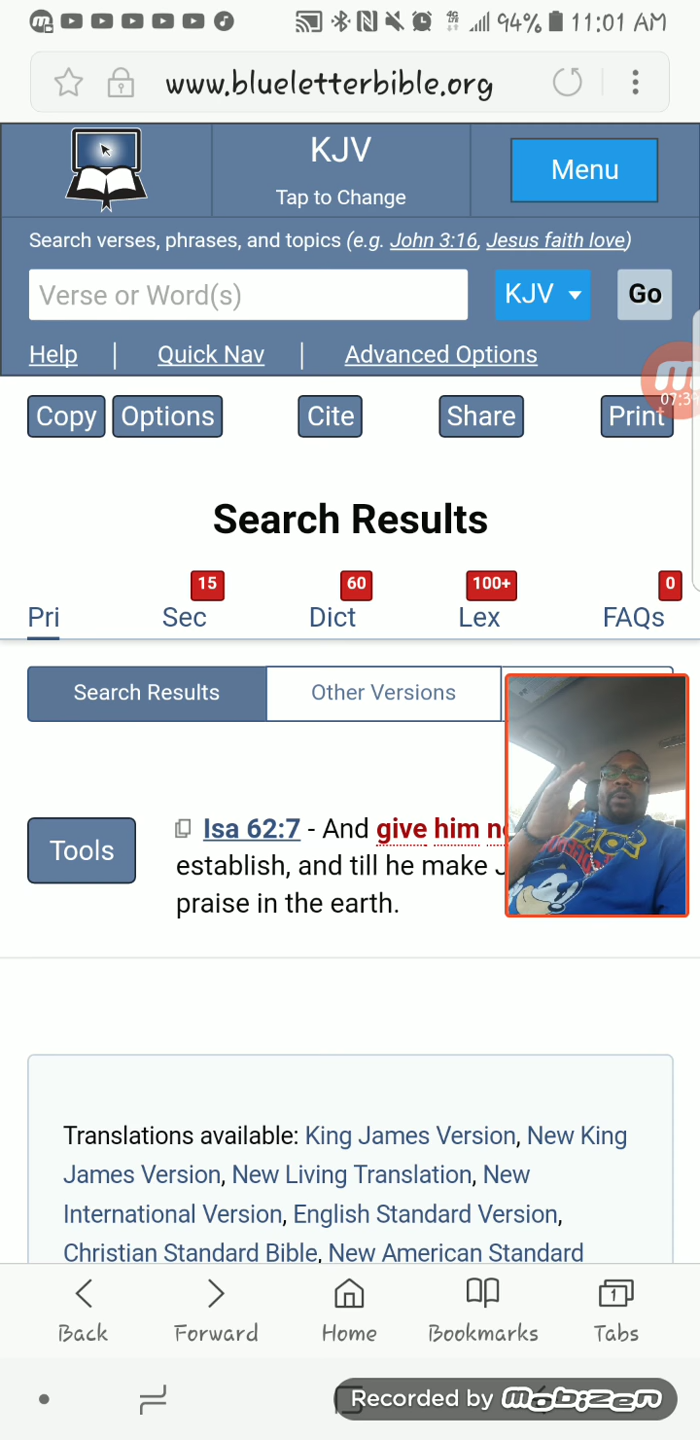 94% 11:01 AM
www.blueletterbible.org
KJV
Tap to Change
Menu
Search verses, phrases, and topics (e.g. John 3:16, Jesus faith love)
Verse or Word(s)
KJV
Go
Help | Quick Nav | Advanced Options
Copy Options Cite Share Print
Search Results
15 60 100+ 0
Pri Sec Dict Lex FAQs
Search Results Other Versions
Tools
Isa 62:7 - And give him
establish, and till he make
praise in the earth.
Translations available: King James Version, New King
James Version, New Living Translation, New
International Version, English Standard Version,
Christian Standard Bible, New American Standard
Back Forward Home Bookmarks Tabs
Recorded by mobizen